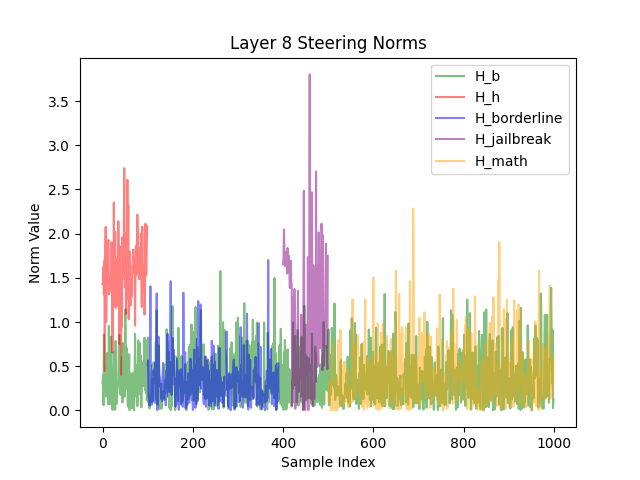 Layer 8 Steering Norms
H_b
H_h
H_borderline
H_jailbreak
H_math
Norm Value
3.5
3.0
2.5
2.0
1.5
1.0
0.5
0.0
0
200
400
600
800
1000
Sample Index